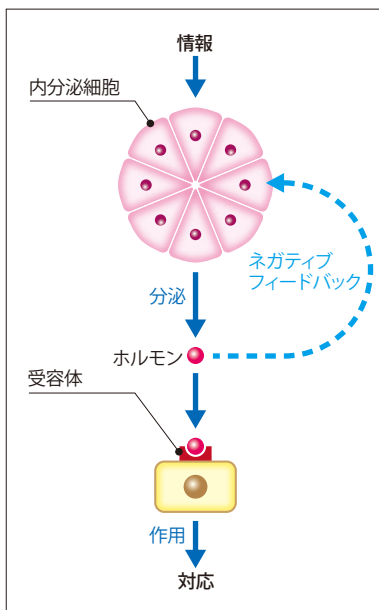 情報
内分泌細胞
ネガティブ
フィードバック
分泌
ホルモン
受容体
作用
対応